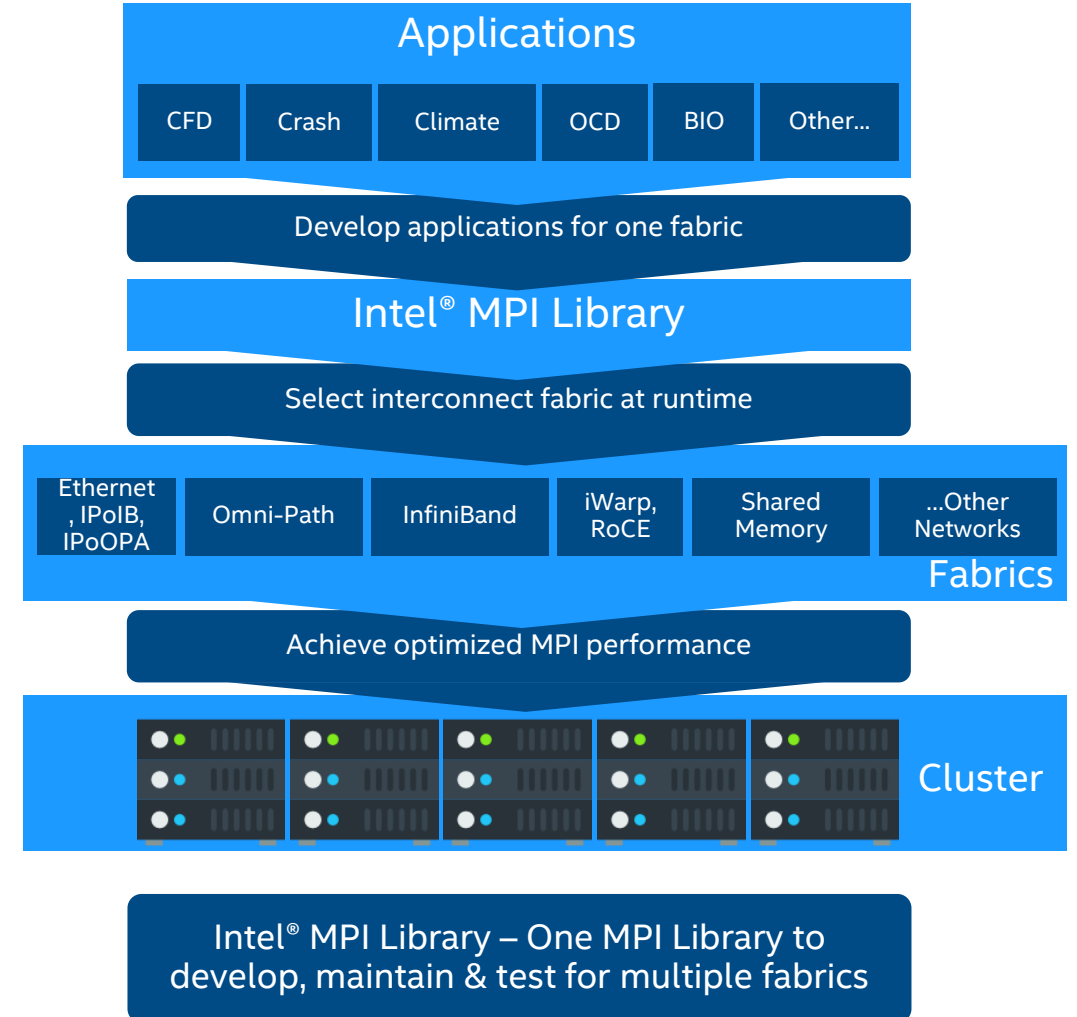 Applications
CFD
Crash
Climate
OCD
BIO
Other...
Develop applications for one fabric
Intel® MPI Library
Select interconnect fabric at runtime
Ethernet
, IPoIB,
IPoOPA
Omni-Path
InfiniBand
iWarp,
RoCE
Shared
Memory
...Other
Networks
Fabrics
Achieve optimized MPI performance
Cluster
Intel® MPI Library – One MPI Library to
develop, maintain & test for multiple fabrics